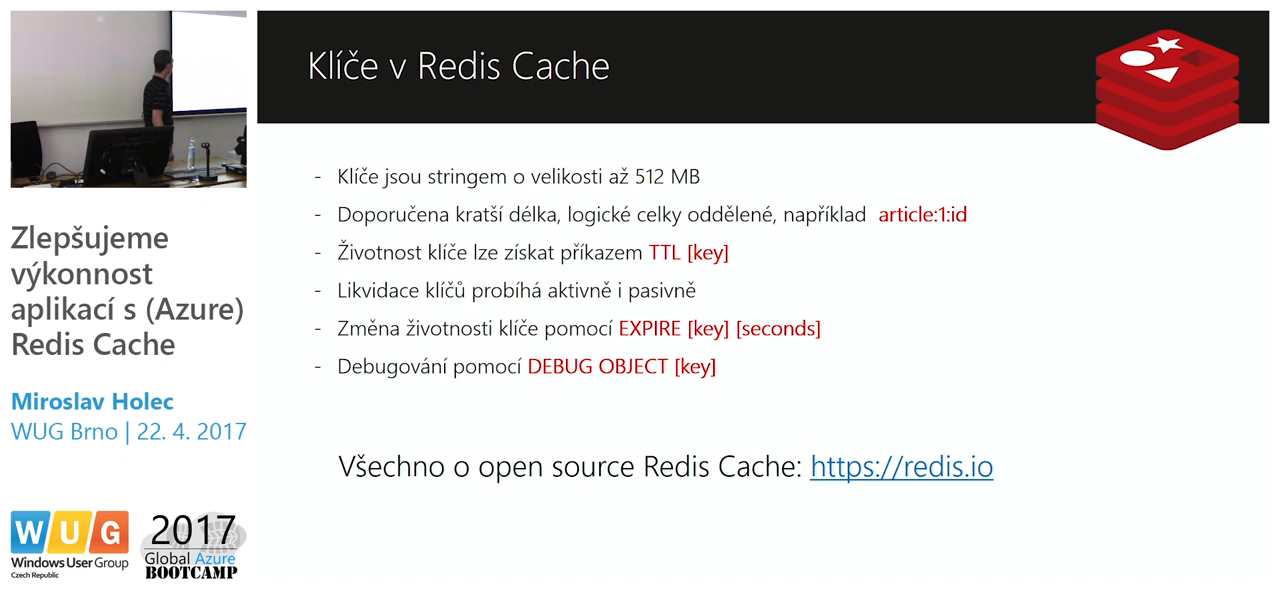 Klíče v Redis Cache
- Klíče jsou stringem o velikosti až 512 MB
- Doporučena kratší délka, logické celky oddělené, například article:1:id
- Životnost klíče lze získat příkazem TTL [key]
- Likvidace klíčů probíhá aktivně i pasivně
- Změna životnosti klíče pomocí EXPIRE [key] [seconds]
- Debugování pomocí DEBUG OBJECT [key]
Všechno o open source Redis Cache: https://redis.io
Zlepšujeme
výkonnost
aplikací s (Azure)
Redis Cache
Miroslav Holec
WUG Brno | 22. 4. 2017
WUG
Windows User Group
Czech Republic
2017
Global Azure
BOOTCAMP